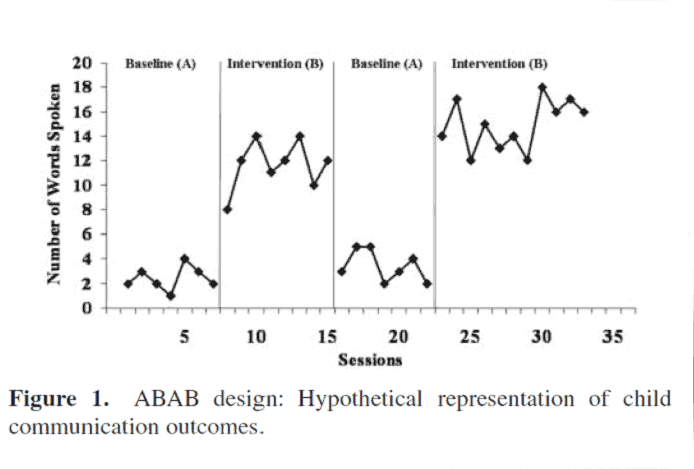 Baseline (A) Intervention (B) Baseline (A) Intervention (B)
20
18
16
14
12
10
8
6
4
2
0
Number of Words Spoken
5 10 15 20 25 30 35
Sessions
Figure 1. ABAB design: Hypothetical representation of child
communication outcomes.